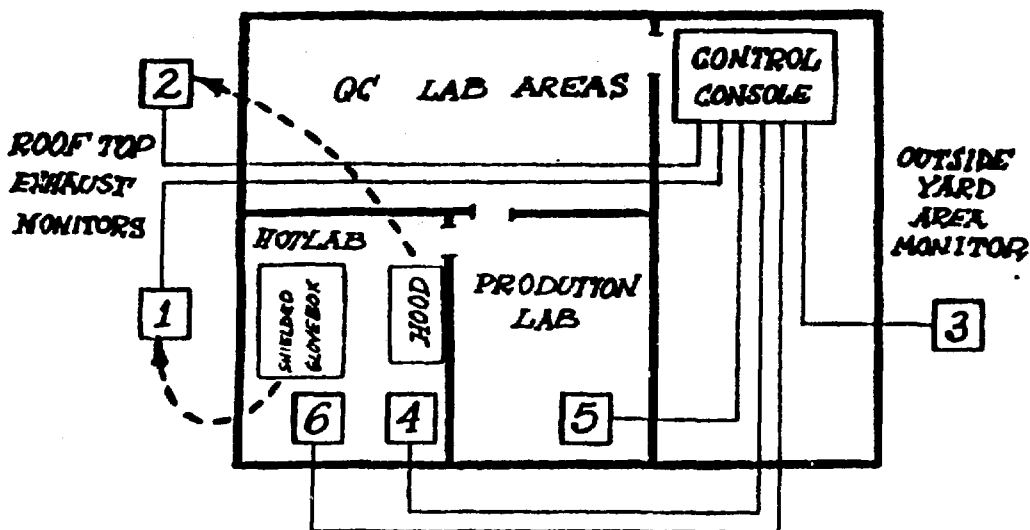 2
QC LAB AREAS
CONTROL
CONSOLE
ROOF TOP
EXHAUST
MONITORS
OUTSIDE
YARD
AREA
MONITOR
HOTLAB
SHIELDED
GLOVEBOX
HOOD
PRODUTION
LAB
1
3
6
4
5